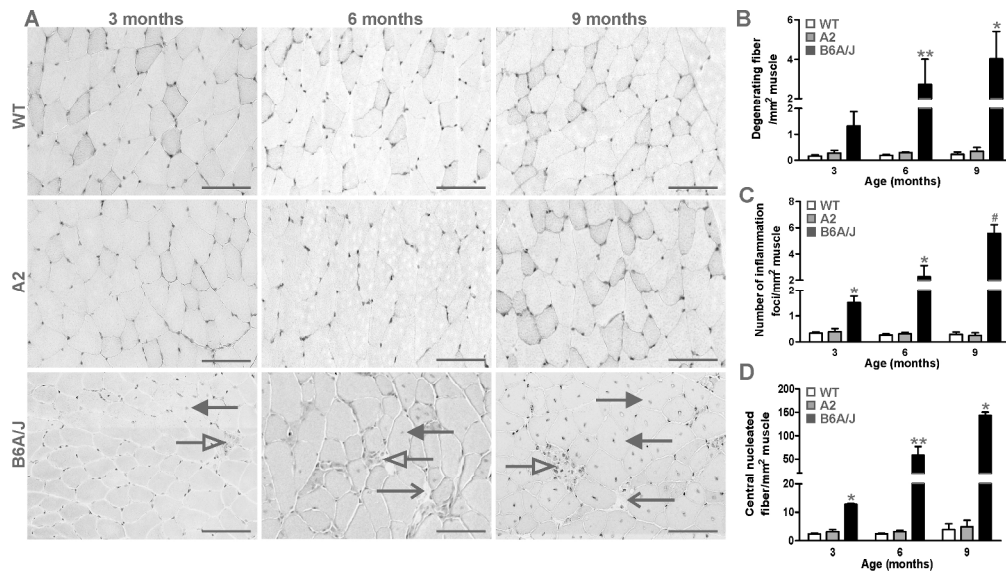 A
3 months
6 months
9 months
WT
A2
B6A/J
B
WT
A2
B6A/J
Degenerating fiber
/mm² muscle
6
4
2
2
1
0
**
*
3
6
9
Age (months)
C
WT
A2
B6A/J
Number of inflammation
foci/mm² muscle
8
6
4
2
2
1
0
*
*
#
3
6
9
Age (months)
D
WT
A2
B6A/J
Central nucleated
fiber/mm² muscle
200
150
100
50
20
10
0
*
**
*
3
6
9
Age (months)